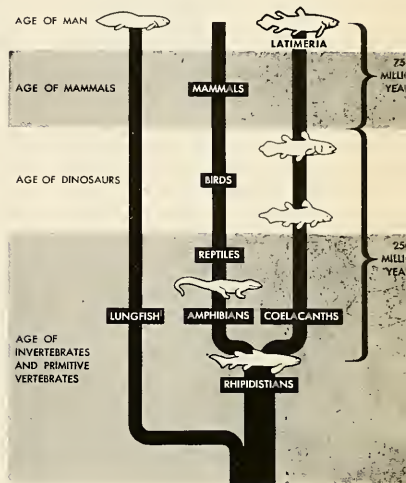 AGE OF MAN
LATIMERIA
75
AGE OF MAMMALS
MAMMALS
AGE OF DINOSAURS
BIRDS
REPTILES
LUNGFISH
AMPHIBIANS
COELACANTHS
AGE OF
INVERTEBRATES
AND PRIMITIVE
VERTEBRATES
RHIPIDISTIANS